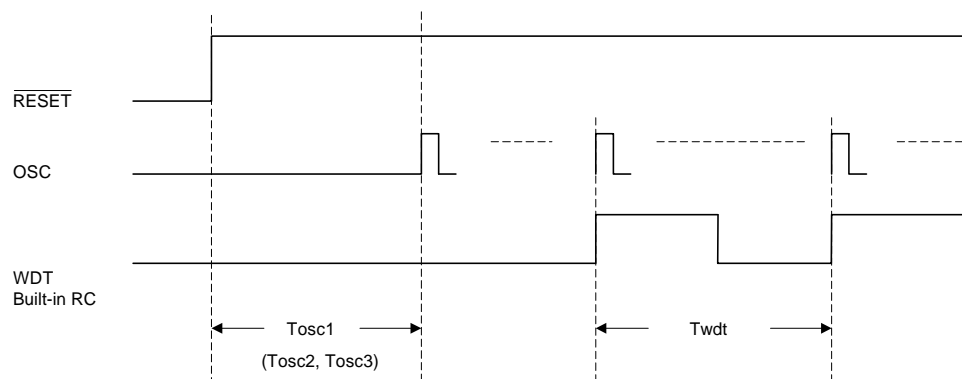 RESET
OSC
WDT
Built-in RC
Tosc1
Twdt
(Tosc2, Tosc3)